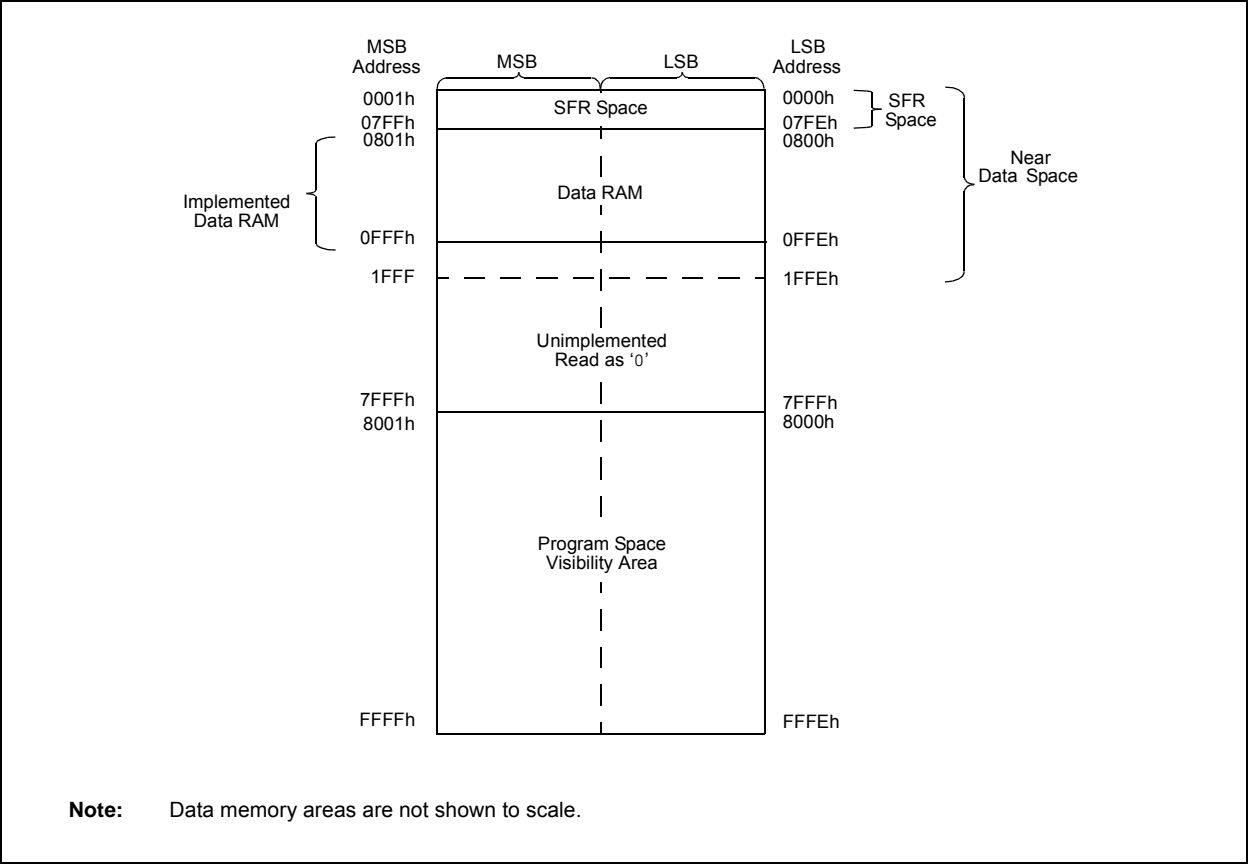 MSB
Address
MSB
LSB
LSB
Address
0001h
SFR Space
0000h
SFR
Space
07FFh
07FEh
0801h
0800h
Near
Data Space
Implemented
Data RAM
Data RAM
0FFFh
0FFEh
1FFF
1FFEh
Unimplemented
Read as ‘0’
7FFFh
7FFFh
8001h
8000h
Program Space
Visibility Area
FFFFh
FFFEh
Note: Data memory areas are not shown to scale.